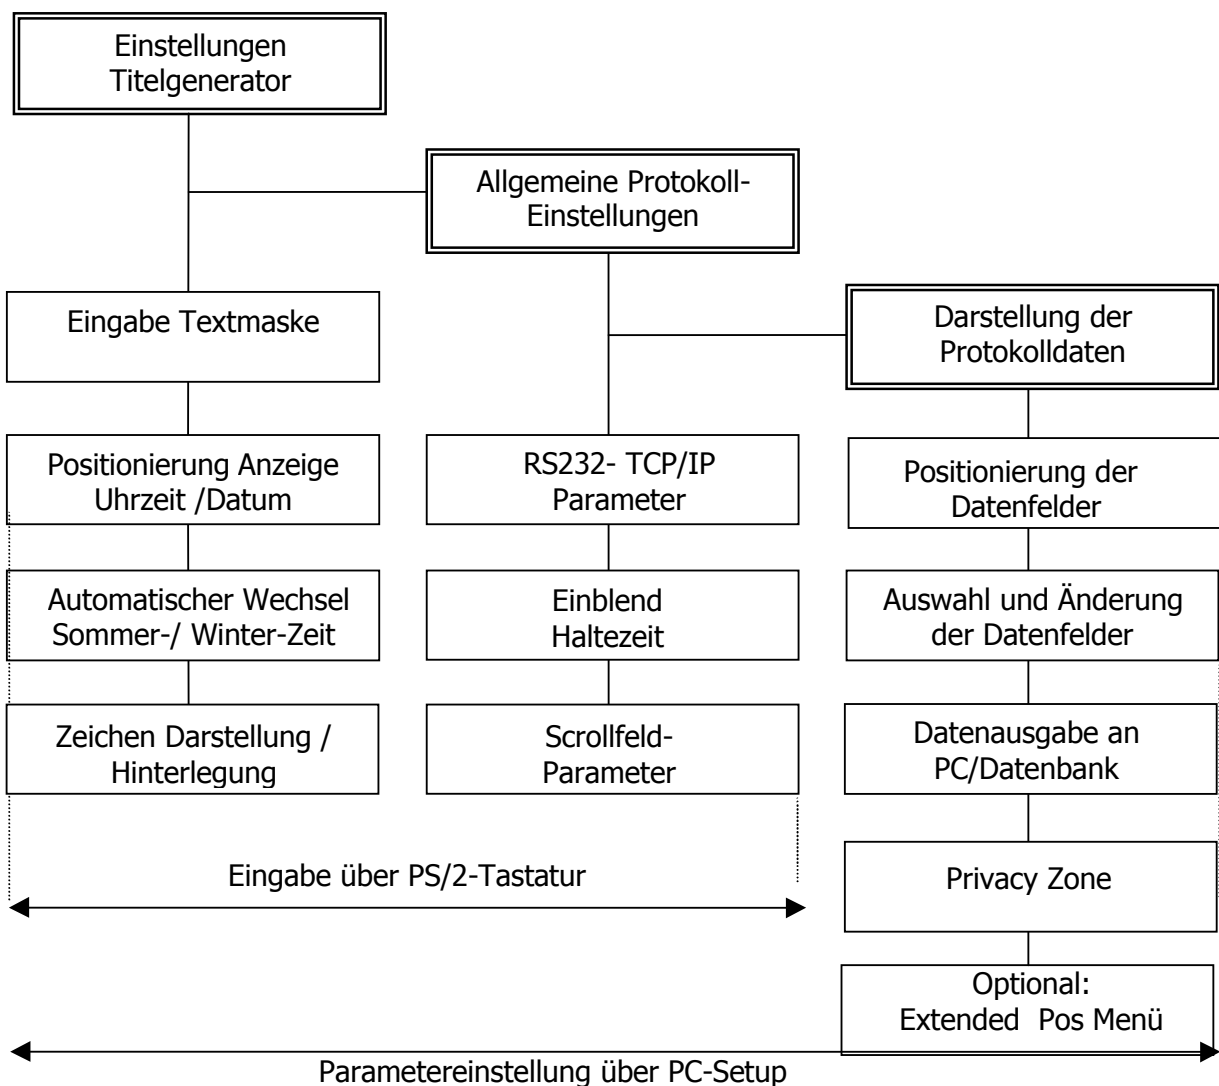 Einstellungen
Titelgenerator
Allgemeine Protokoll-
Einstellungen
Eingabe Textmaske
Darstellung der
Protokolldaten
Positionierung Anzeige
Uhrzeit /Datum
RS232- TCP/IP
Parameter
Positionierung der
Datenfelder
Automatischer Wechsel
Sommer-/ Winter-Zeit
Einblend
Haltezeit
Auswahl und Änderung
der Datenfelder
Zeichen Darstellung /
Hinterlegung
Scrollfeld-
Parameter
Datenausgabe an
PC/Datenbank
Eingabe über PS/2-Tastatur
Privacy Zone
Optional:
Extended  Pos Menü
Parametereinstellung über PC-Setup